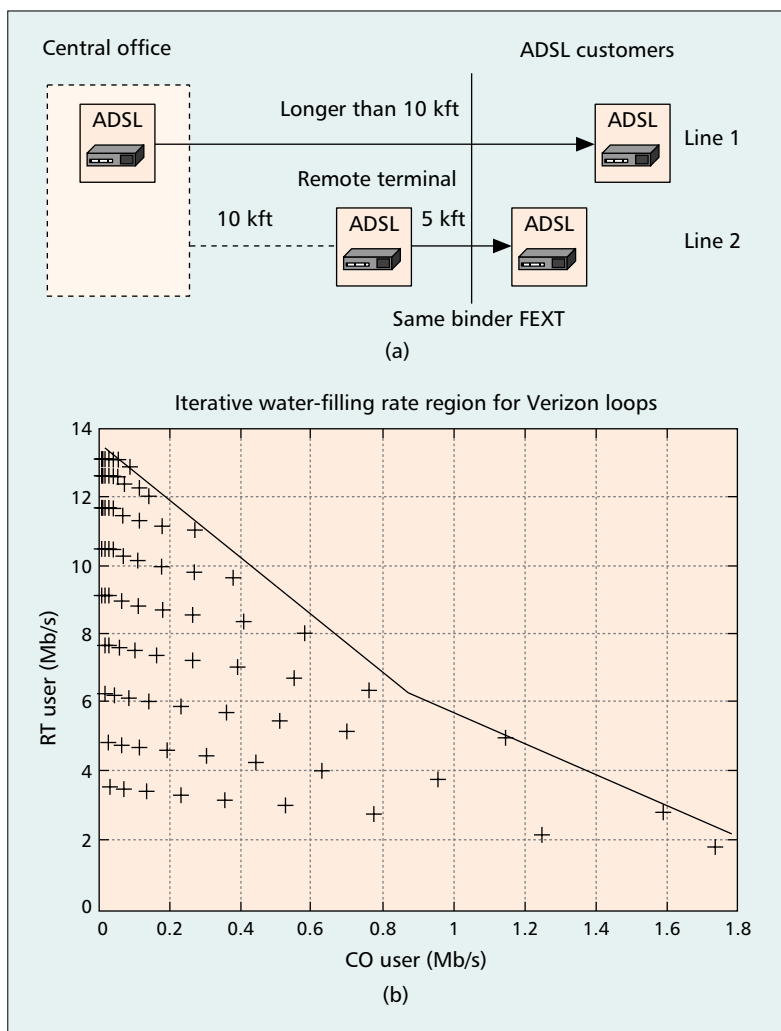 Central office
ADSL customers
ADSL
Longer than 10 kft
ADSL
Line 1
Remote terminal
10 kft
ADSL
5 kft
ADSL
Line 2
Same binder FEXT
(a)
Iterative water-filling rate region for Verizon loops
14
12
10
8
6
4
2
0
RT user (Mb/s)
0 0.2 0.4 0.6 0.8 1 1.2 1.4 1.6 1.8
CO user (Mb/s)
(b)